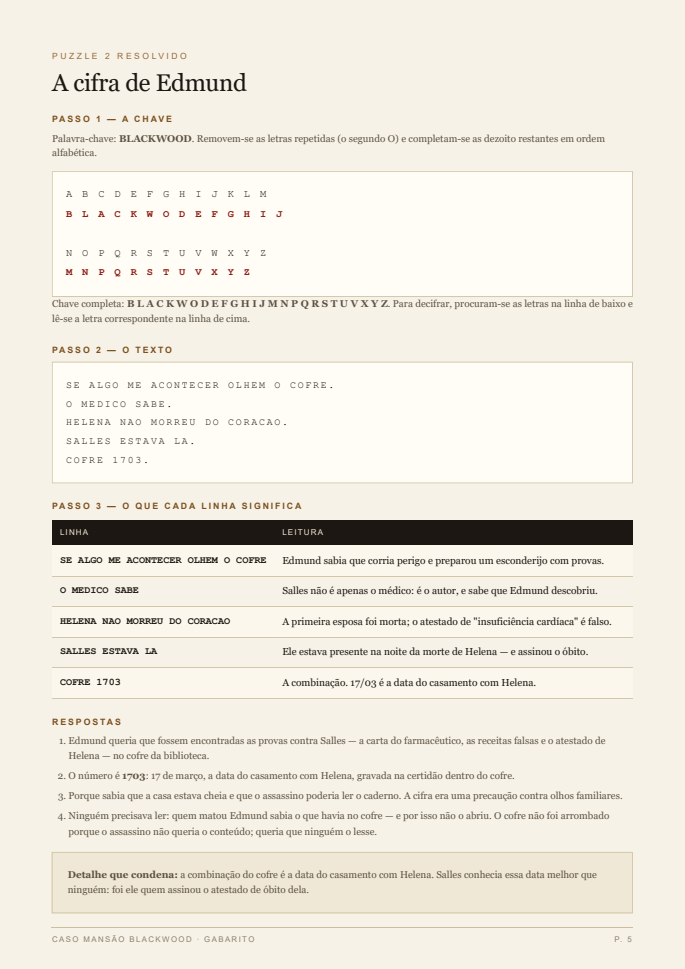 PUZZLE 2 RESOLVIDO
A cifra de Edmund
PASSO 1 — A CHAVE
Palavra-chave: BLACKWOOD. Removem-se as letras repetidas (o segundo O) e completam-se as dezoito restantes em ordem
alfabética.
A B C D E F G H I J K L M
B L A C K W O D E F G H I J
N O P Q R S T U V W X Y Z
M N P Q R S T U V X Y Z
Chave completa: B L A C K W O D E F G H I J M N P Q R S T U V X Y Z. Para decifrar, procuram-se as letras na linha de baixo e
lê-se a letra correspondente na linha de cima.
PASSO 2 — O TEXTO
SE ALGO ME ACONTECER OLHEM O COFRE.
O MEDICO SABE.
HELENA NAO MORREU DO CORACAO.
SALLES ESTAVA LA.
COFRE 1703.
PASSO 3 — O QUE CADA LINHA SIGNIFICA
LINHA LEITURA
SE ALGO ME ACONTECER OLHEM O COFRE Edmund sabia que corria perigo e preparou um esconderijo com provas.
O MEDICO SABE Salles não é apenas o médico: é o autor, e sabe que Edmund descobriu.
HELENA NAO MORREU DO CORACAO A primeira esposa foi morta; o atestado de "insuficiência cardíaca" é falso.
SALLES ESTAVA LA Ele estava presente na noite da morte de Helena — e assinou o óbito.
COFRE 1703 A combinação. 17/03 é a data do casamento com Helena.
RESPOSTAS
1. Edmund queria que fossem encontradas as provas contra Salles — a carta do farmacêutico, as receitas falsas e o atestado de
Helena — no cofre da biblioteca.
2. O número é 1703: 17 de março, a data do casamento com Helena, gravada na certidão dentro do cofre.
3. Porque sabia que a casa estava cheia e que o assassino poderia ler o caderno. A cifra era uma precaução contra olhos familiares.
4. Ninguém precisava ler: quem matou Edmund sabia o que havia no cofre — e por isso não o abriu. O cofre não foi arrombado
porque o assassino não queria o conteúdo; queria que ninguém o lesse.
Detalhe que condena: a combinação do cofre é a data do casamento com Helena. Salles conhecia essa data melhor que
ninguém: foi ele quem assinou o atestado de óbito dela.
CASO MANSÃO BLACKWOOD · GABARITO P. 5